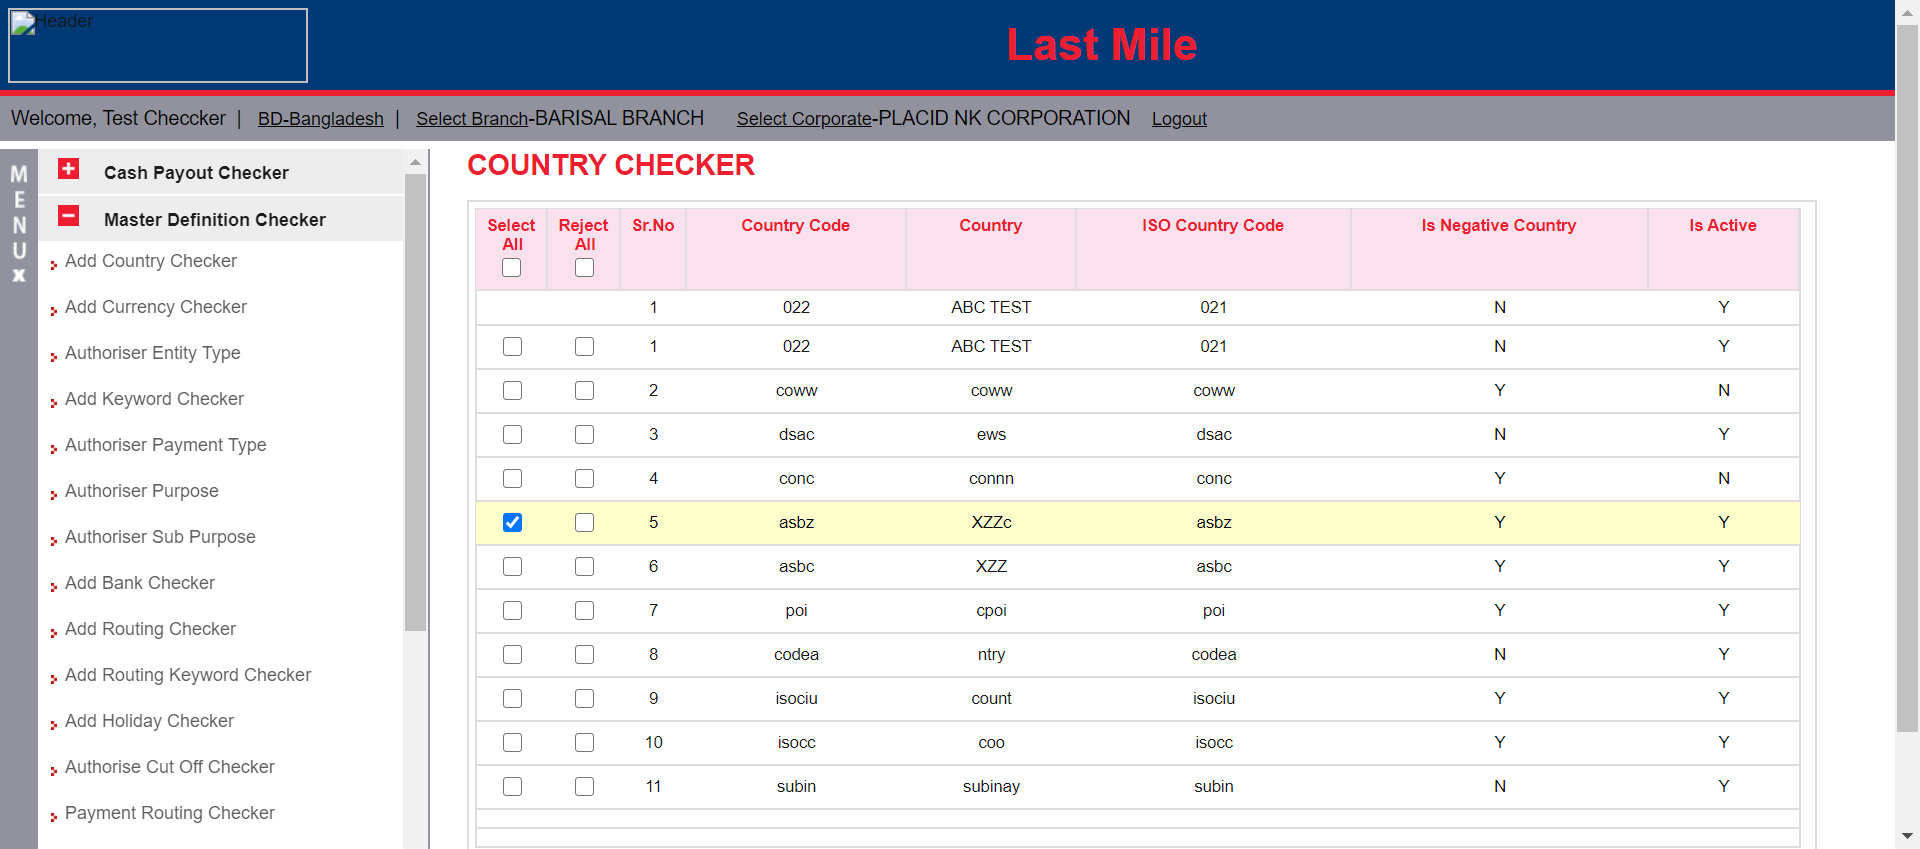 Header
Last Mile
Welcome, Test Checcker | BD-Bangladesh | Select Branch-BARISAL BRANCH Select Corporate-PLACID NK CORPORATION Logout
MENU
x
Cash Payout Checker
Master Definition Checker
Add Country Checker
Add Currency Checker
Authoriser Entity Type
Add Keyword Checker
Authoriser Payment Type
Authoriser Purpose
Authoriser Sub Purpose
Add Bank Checker
Add Routing Checker
Add Routing Keyword Checker
Add Holiday Checker
Authorise Cut Off Checker
Payment Routing Checker
COUNTRY CHECKER
Select All Reject All Sr.No Country Code Country ISO Country Code Is Negative Country Is Active
1 022 ABC TEST 021 N Y
1 022 ABC TEST 021 N Y
2 coww coww coww Y N
3 dsac ews dsac N Y
4 conc connn conc Y N
5 asbz XZZc asbz Y Y
6 asbc XZZ asbc Y Y
7 poi cpoi poi Y Y
8 codea ntry codea N Y
9 isociu count isociu Y Y
10 isocc coo isocc Y Y
11 subin subinay subin N Y